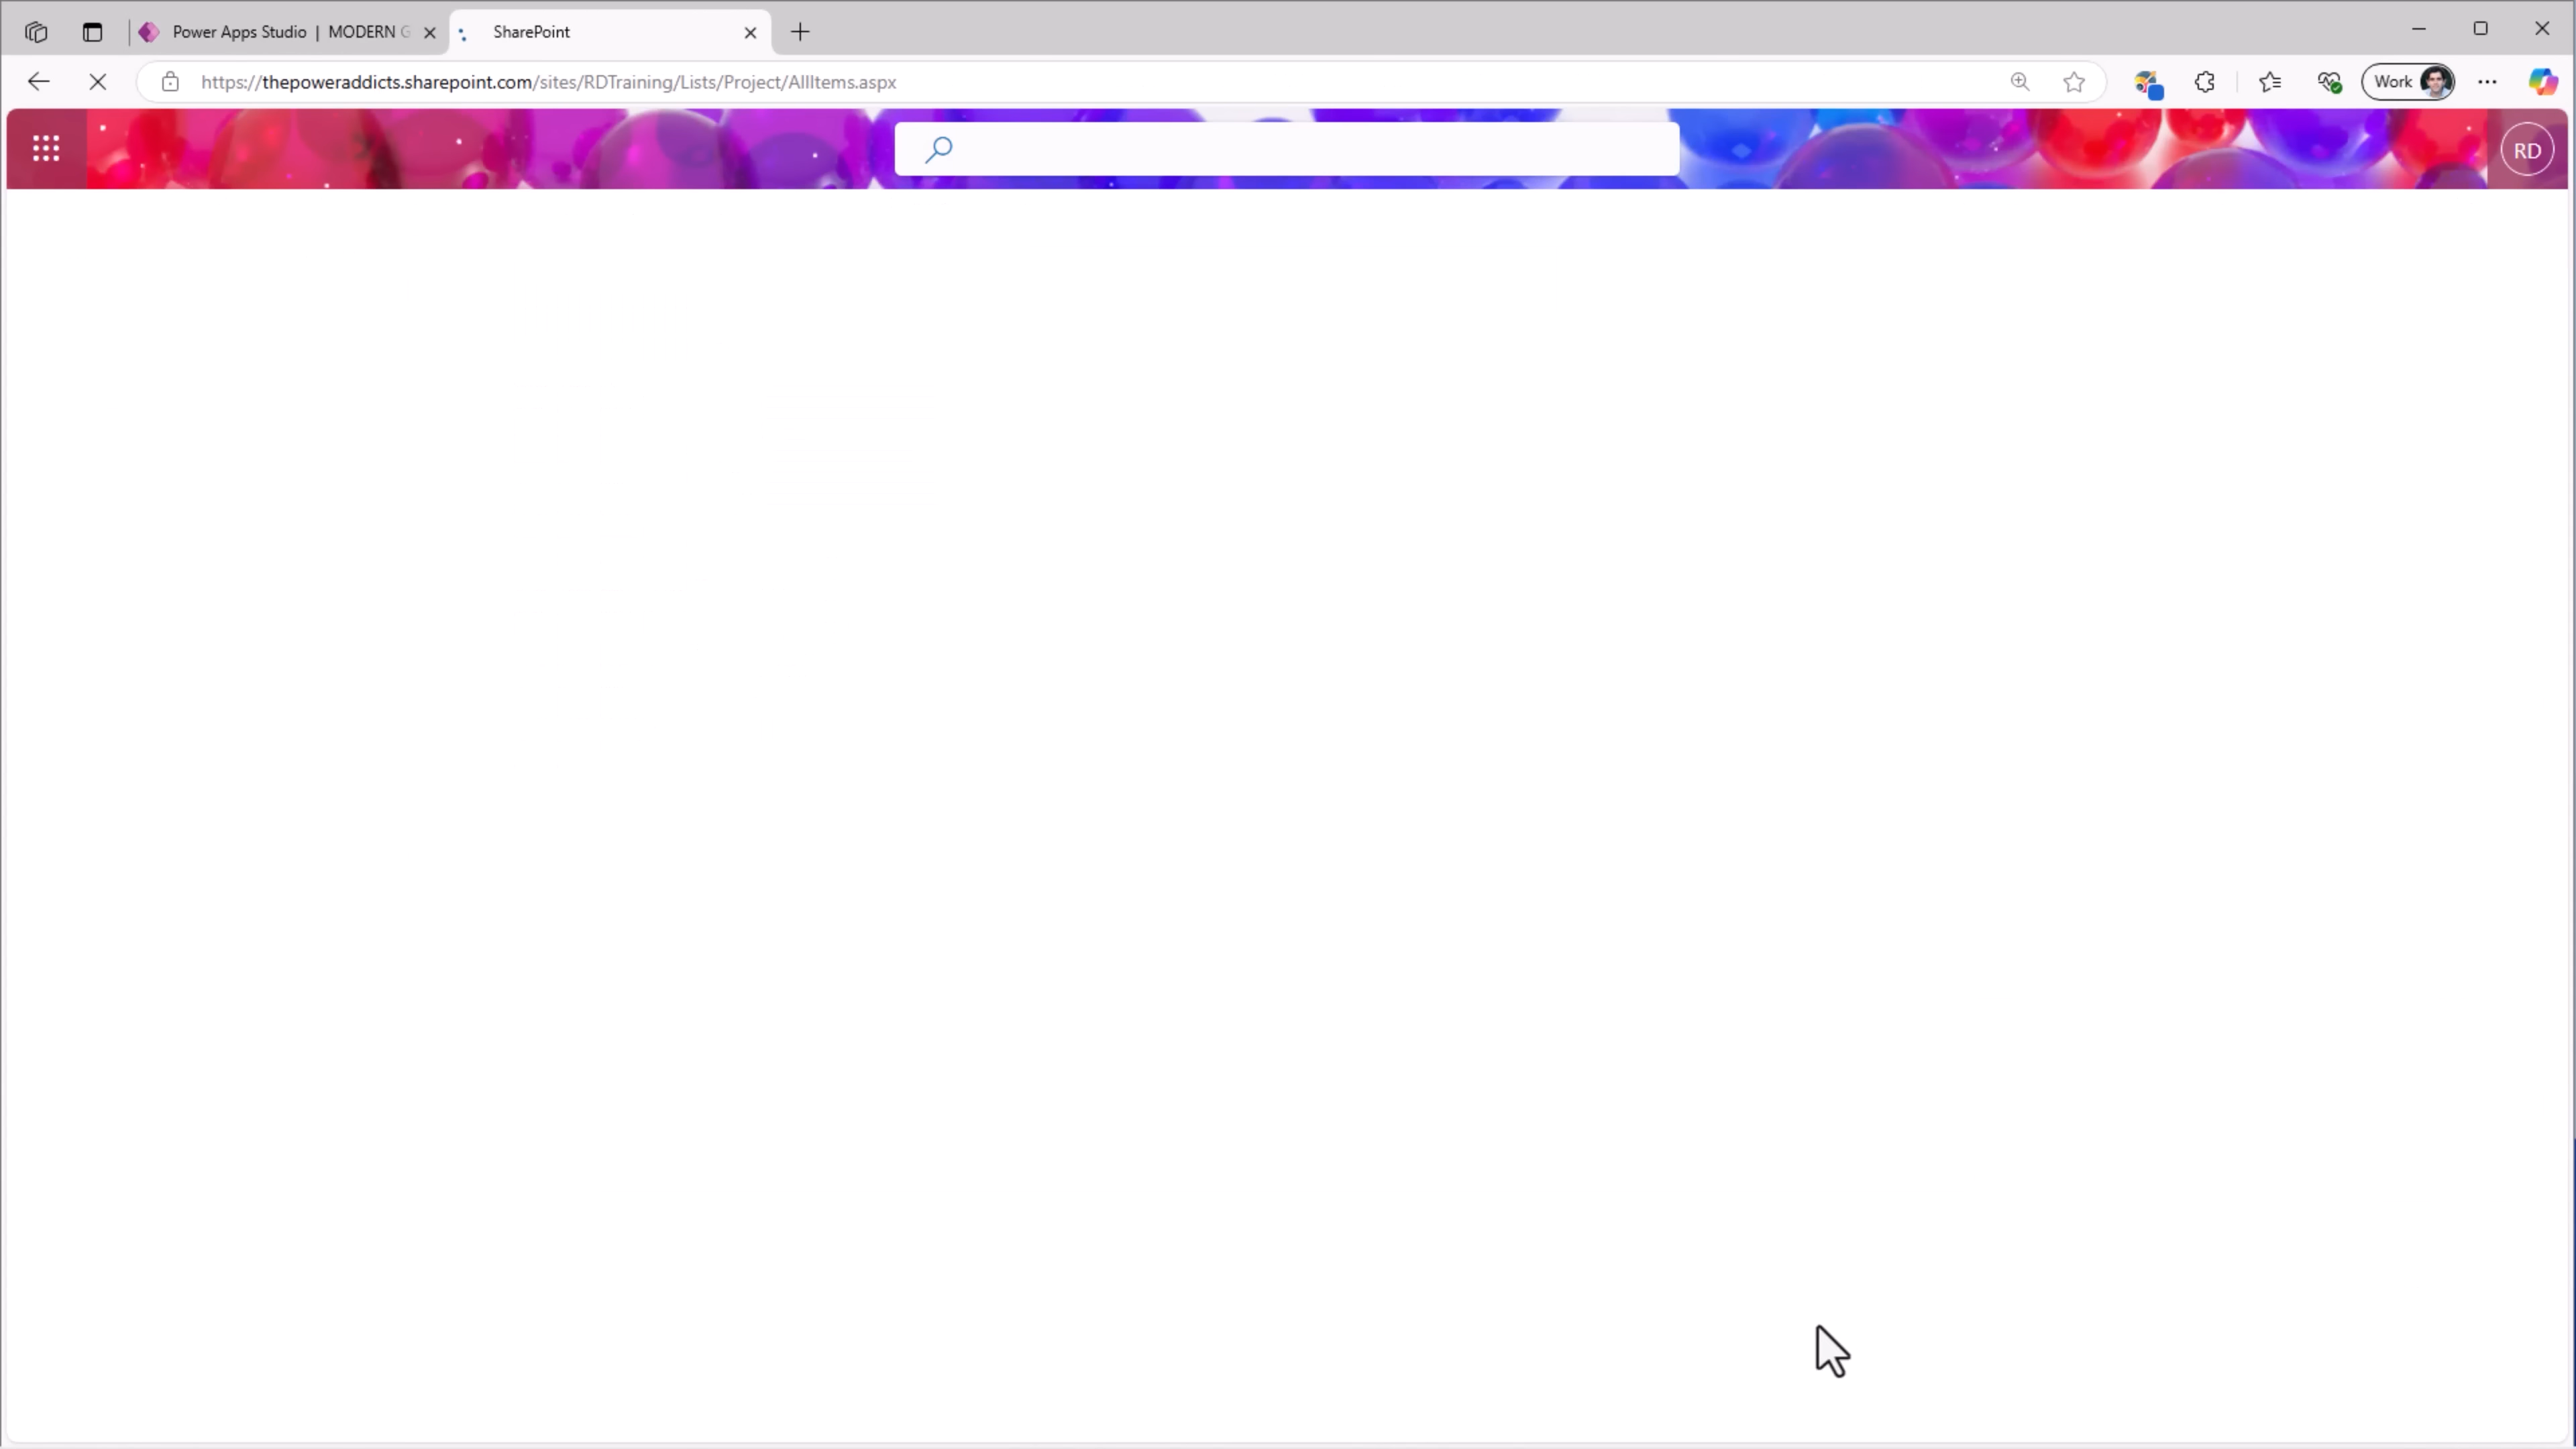 Power Apps Studio | MODERN G
SharePoint
https://thepoweraddicts.sharepoint.com/sites/RDTraining/Lists/Project/AllItems.aspx
Work
RD